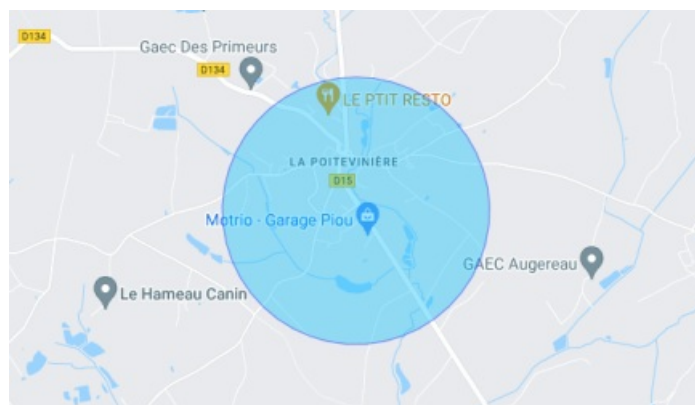 D134
Gaec Des Primeurs
D134
LE PTIT RESTO
LA POITEVINIÈRE
D15
Motrio - Garage Piou
GAEC Augereau
Le Hameau Canin